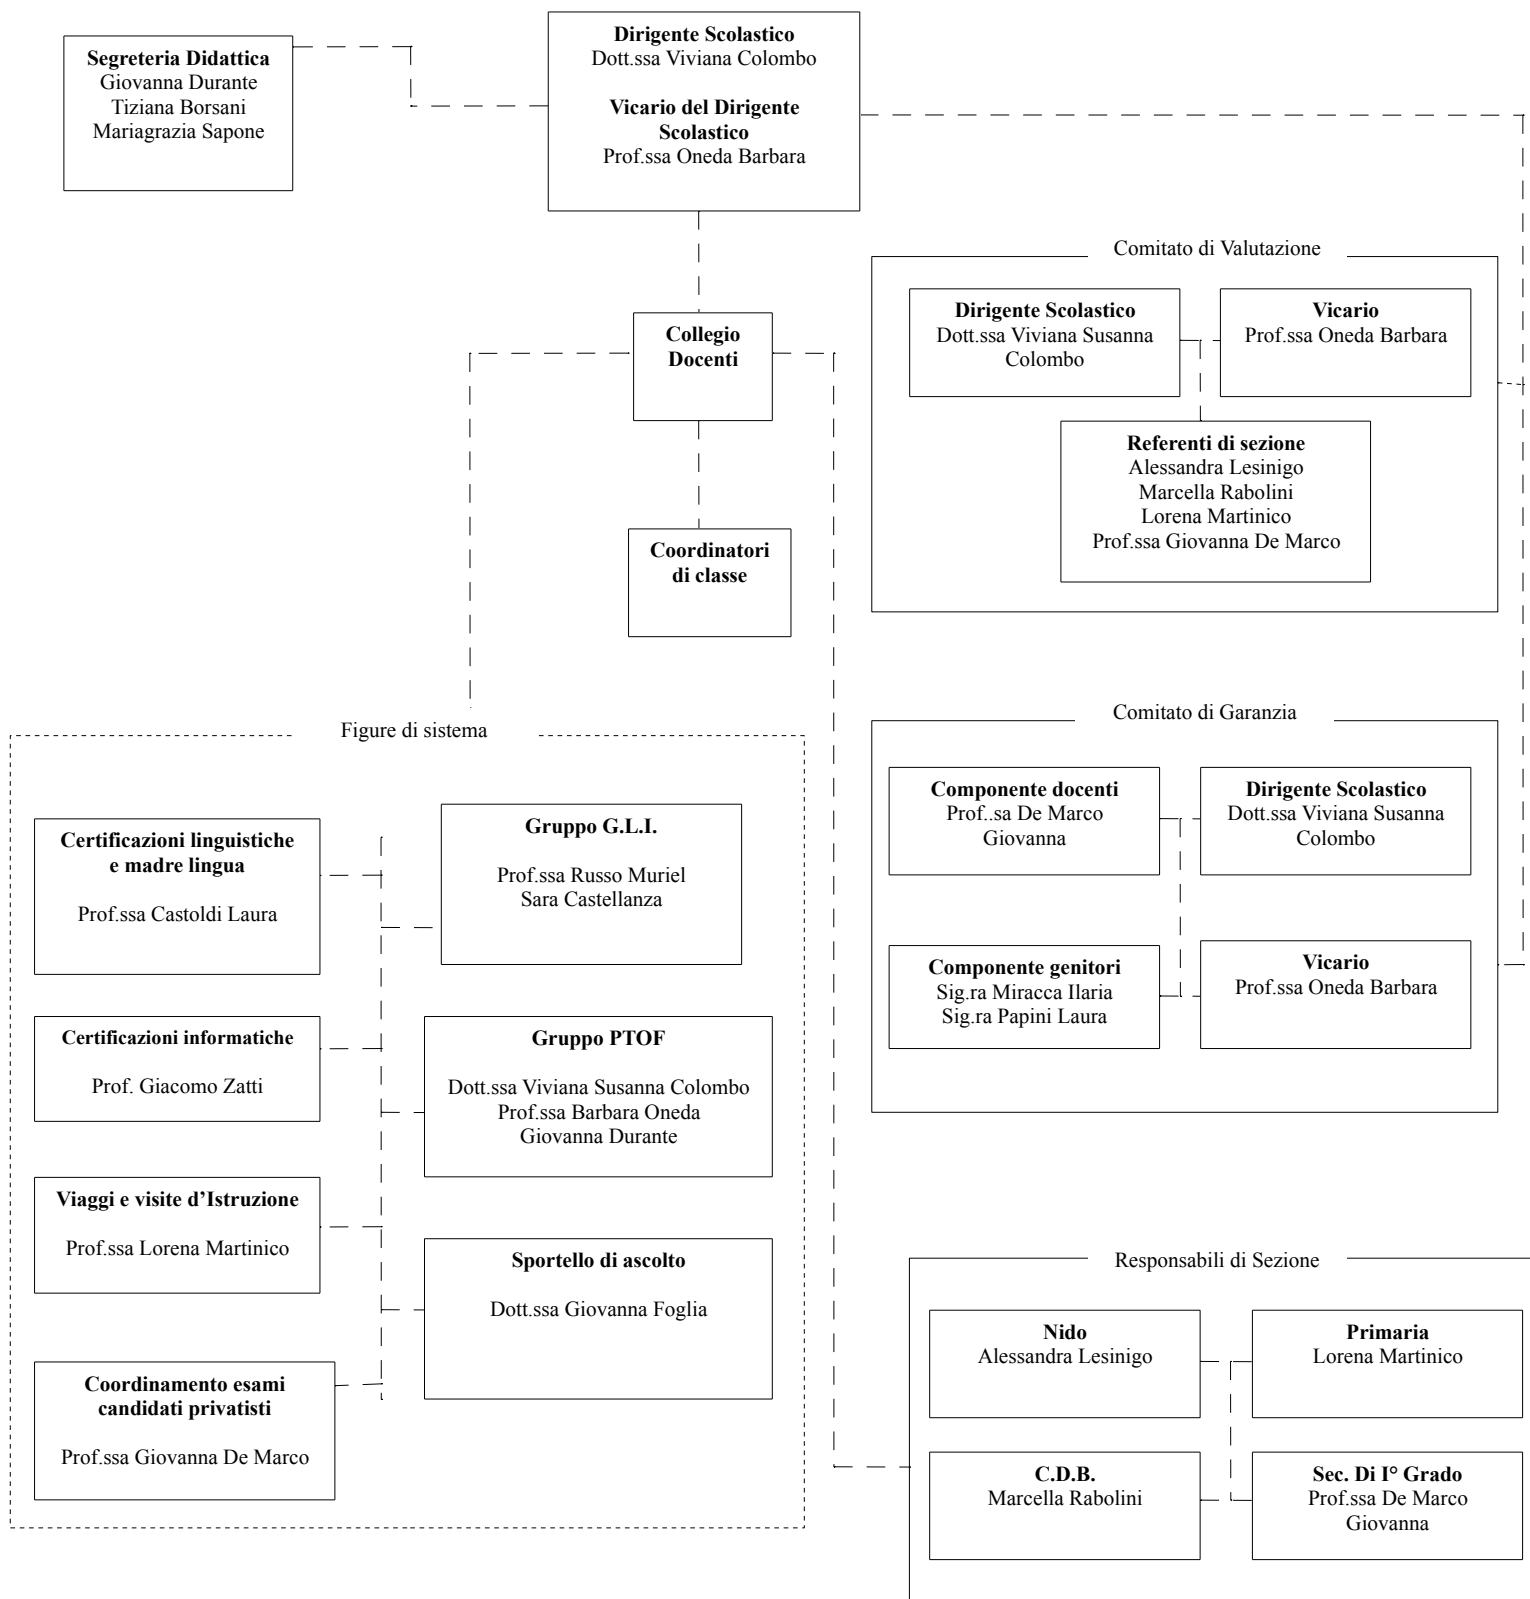 Segreteria Didattica
Giovanna Durante
Tiziana Borsani
Mariagrazia Sapone
Dirigente Scolastico
Dott.ssa Viviana Colombo
Vicario del Dirigente
Scolastico
Prof.ssa Oneda Barbara
Collegio
Docenti
Coordinatori
di classe
Comitato di Valutazione
Dirigente Scolastico
Dott.ssa Viviana Susanna
Colombo
Vicario
Prof.ssa Oneda Barbara
Referenti di sezione
Alessandra Lesinigo
Marcella Rabolini
Lorena Martinico
Prof.ssa Giovanna De Marco
Comitato di Garanzia
Componente docenti
Prof..sa De Marco
Giovanna
Dirigente Scolastico
Dott.ssa Viviana Susanna
Colombo
Componente genitori
Sig.ra Miracca Ilaria
Sig.ra Papini Laura
Vicario
Prof.ssa Oneda Barbara
Figure di sistema
Certificazioni linguistiche
e madre lingua
Prof.ssa Castoldi Laura
Gruppo G.L.I.
Prof.ssa Russo Muriel
Sara Castellanza
Certificazioni informatiche
Prof. Giacomo Zatti
Gruppo PTOF
Dott.ssa Viviana Susanna Colombo
Prof.ssa Barbara Oneda
Giovanna Durante
Viaggi e visite d’Istruzione
Prof.ssa Lorena Martinico
Sportello di ascolto
Dott.ssa Giovanna Foglia
Coordinamento esami
candidati privatisti
Prof.ssa Giovanna De Marco
Responsabili di Sezione
Nido
Alessandra Lesinigo
Primaria
Lorena Martinico
C.D.B.
Marcella Rabolini
Sec. Di I° Grado
Prof.ssa De Marco
Giovanna